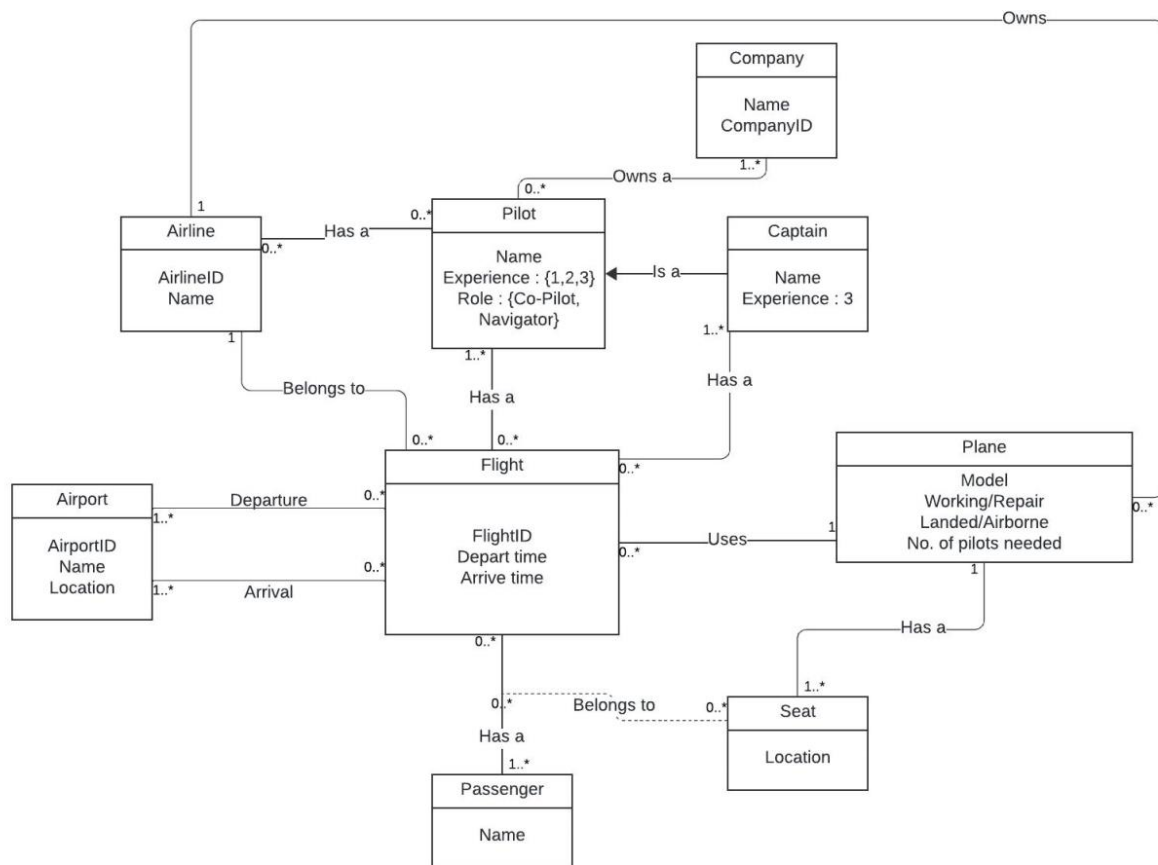 Owns
Company
Name
CompanyID
1..*
Owns a
0..*
1
Airline
AirlineID
Name
0..*
Has a
0..*
Pilot
Name
Experience : {1,2,3}
Role : {Co-Pilot,
Navigator}
Is a
Captain
Name
Experience : 3
1
Belongs to
0..*
1..*
Has a
0..*
1..*
Has a
0..*
Flight
FlightID
Depart time
Arrive time
Airport
AirportID
Name
Location
1..*
Departure
0..*
1..*
Arrival
0..*
0..*
Uses
1
Plane
Model
Working/Repair
Landed/Airborne
No. of pilots needed
0..*
1
Has a
1..*
0..*
0..*
Belongs to
0..*
Seat
Location
Has a
1..*
Passenger
Name